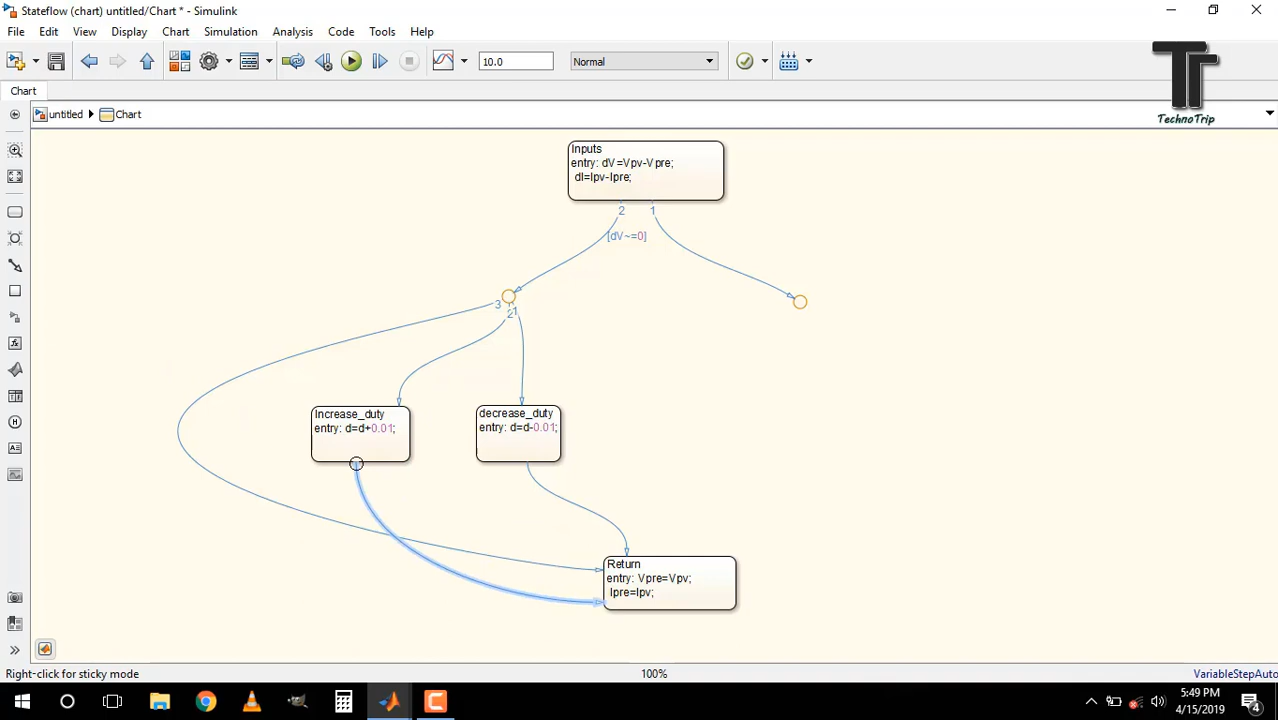 Stateflow (chart) untitled/Chart * - Simulink
File Edit View Display Chart Simulation Analysis Code Tools Help
10.0
Normal
TechnoTrip
Chart
untitled Chart
Inputs
entry: dV=Vpv-Vpre;
dI=Ipv-Ipre;
2 1
[dV~=0]
3
2 1
Increase_duty
entry: d=d+0.01;
decrease_duty
entry: d=d-0.01;
Return
entry: Vpre=Vpv;
Ipre=Ipv;
Right-click for sticky mode
100%
VariableStepAuto
5:49 PM
4/15/2019
4